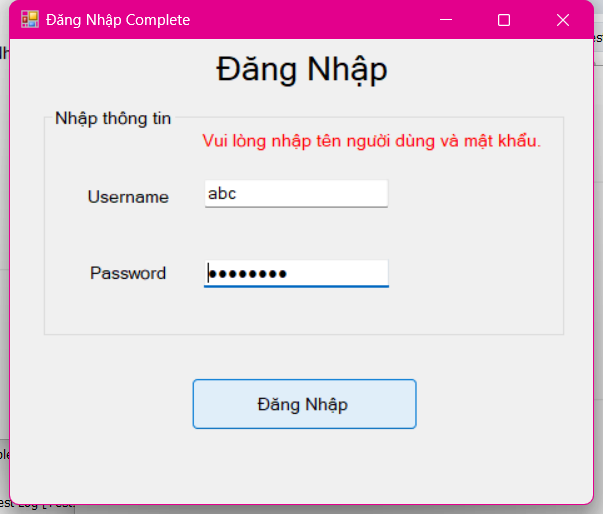 Đăng Nhập Complete
Đăng Nhập
Nhập thông tin
Vui lòng nhập tên người dùng và mật khẩu.
Username
abc
Password
●●●●●●●●
Đăng Nhập